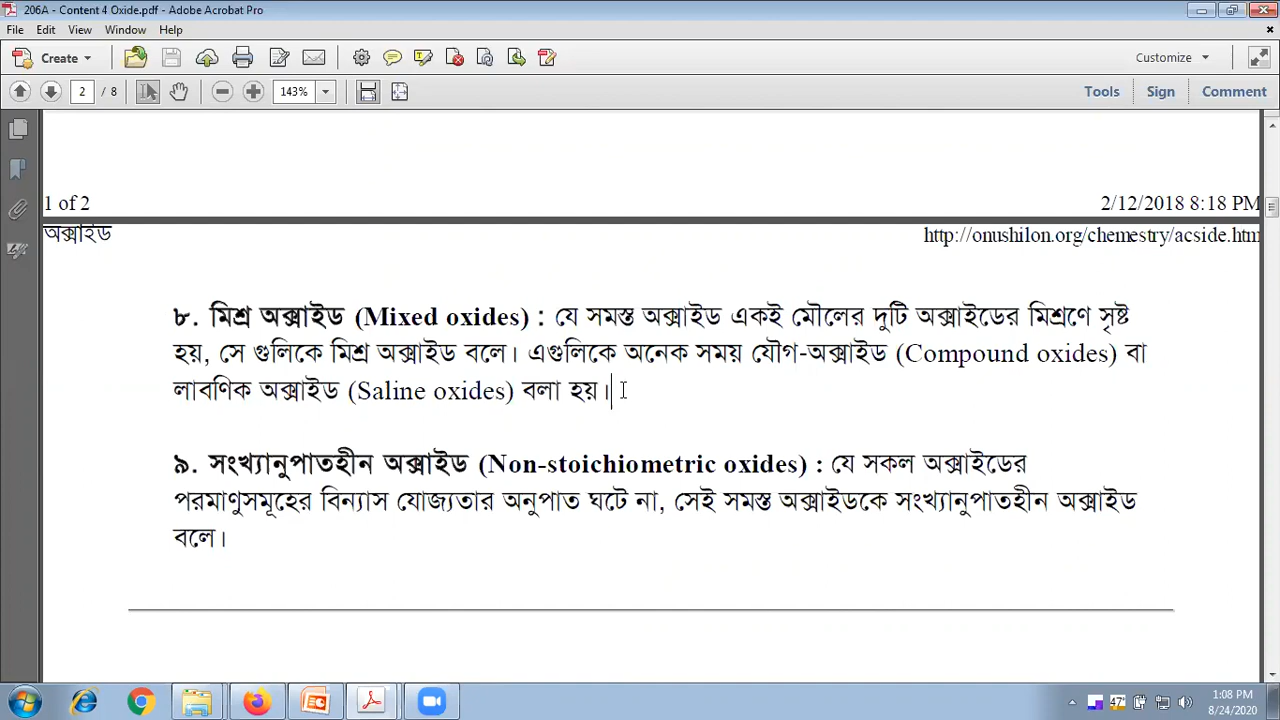 206A - Content 4 Oxide.pdf - Adobe Acrobat Pro
File Edit View Window Help
Create Customize
2 / 8 143% Tools Sign Comment
1 of 2 2/12/2018 8:18 PM
অক্সাইড http://onushilon.org/chemestry/acside.htm
৮. মিশ্র অক্সাইড (Mixed oxides) : যে সমস্ত অক্সাইড একই মৌলের দুটি অক্সাইডের মিশ্রণে সৃষ্ট
হয়, সে গুলিকে মিশ্র অক্সাইড বলে। এগুলিকে অনেক সময় যৌগ-অক্সাইড (Compound oxides) বা
লাবণিক অক্সাইড (Saline oxides) বলা হয়।
৯. সংখ্যানুপাতহীন অক্সাইড (Non-stoichiometric oxides) : যে সকল অক্সাইডের
পরমাণুসমূহের বিন্যাস যোজ্যতার অনুপাত ঘটে না, সেই সমস্ত অক্সাইডকে সংখ্যানুপাতহীন অক্সাইড
বলে।
47°
1:08 PM
8/24/2020